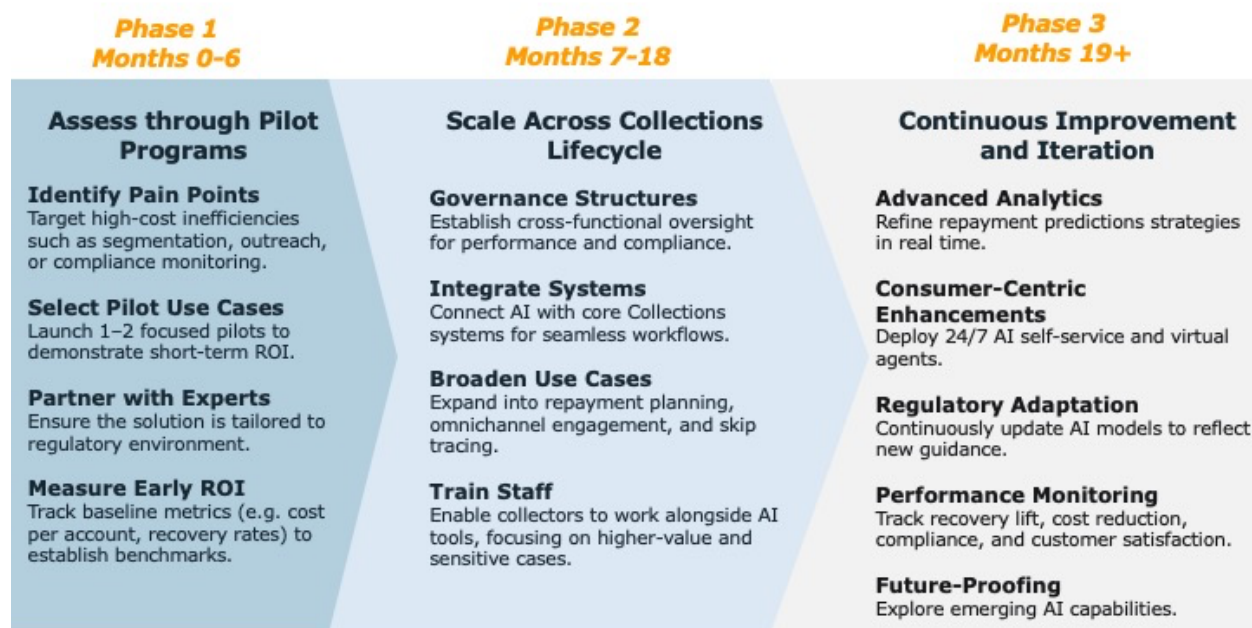 Phase 1
Months 0-6
Assess through Pilot
Programs
Identify Pain Points
Target high-cost inefficiencies
such as segmentation, outreach,
or compliance monitoring.
Select Pilot Use Cases
Launch 1–2 focused pilots to
demonstrate short-term ROI.
Partner with Experts
Ensure the solution is tailored to
regulatory environment.
Measure Early ROI
Track baseline metrics (e.g. cost
per account, recovery rates) to
establish benchmarks.
Phase 2
Months 7-18
Scale Across Collections
Lifecycle
Governance Structures
Establish cross-functional oversight
for performance and compliance.
Integrate Systems
Connect AI with core Collections
systems for seamless workflows.
Broaden Use Cases
Expand into repayment planning,
omnichannel engagement, and skip
tracing.
Train Staff
Enable collectors to work alongside AI
tools, focusing on higher-value and
sensitive cases.
Phase 3
Months 19+
Continuous Improvement
and Iteration
Advanced Analytics
Refine repayment predictions strategies
in real time.
Consumer-Centric
Enhancements
Deploy 24/7 AI self-service and virtual
agents.
Regulatory Adaptation
Continuously update AI models to reflect
new guidance.
Performance Monitoring
Track recovery lift, cost reduction,
compliance, and customer satisfaction.
Future-Proofing
Explore emerging AI capabilities.